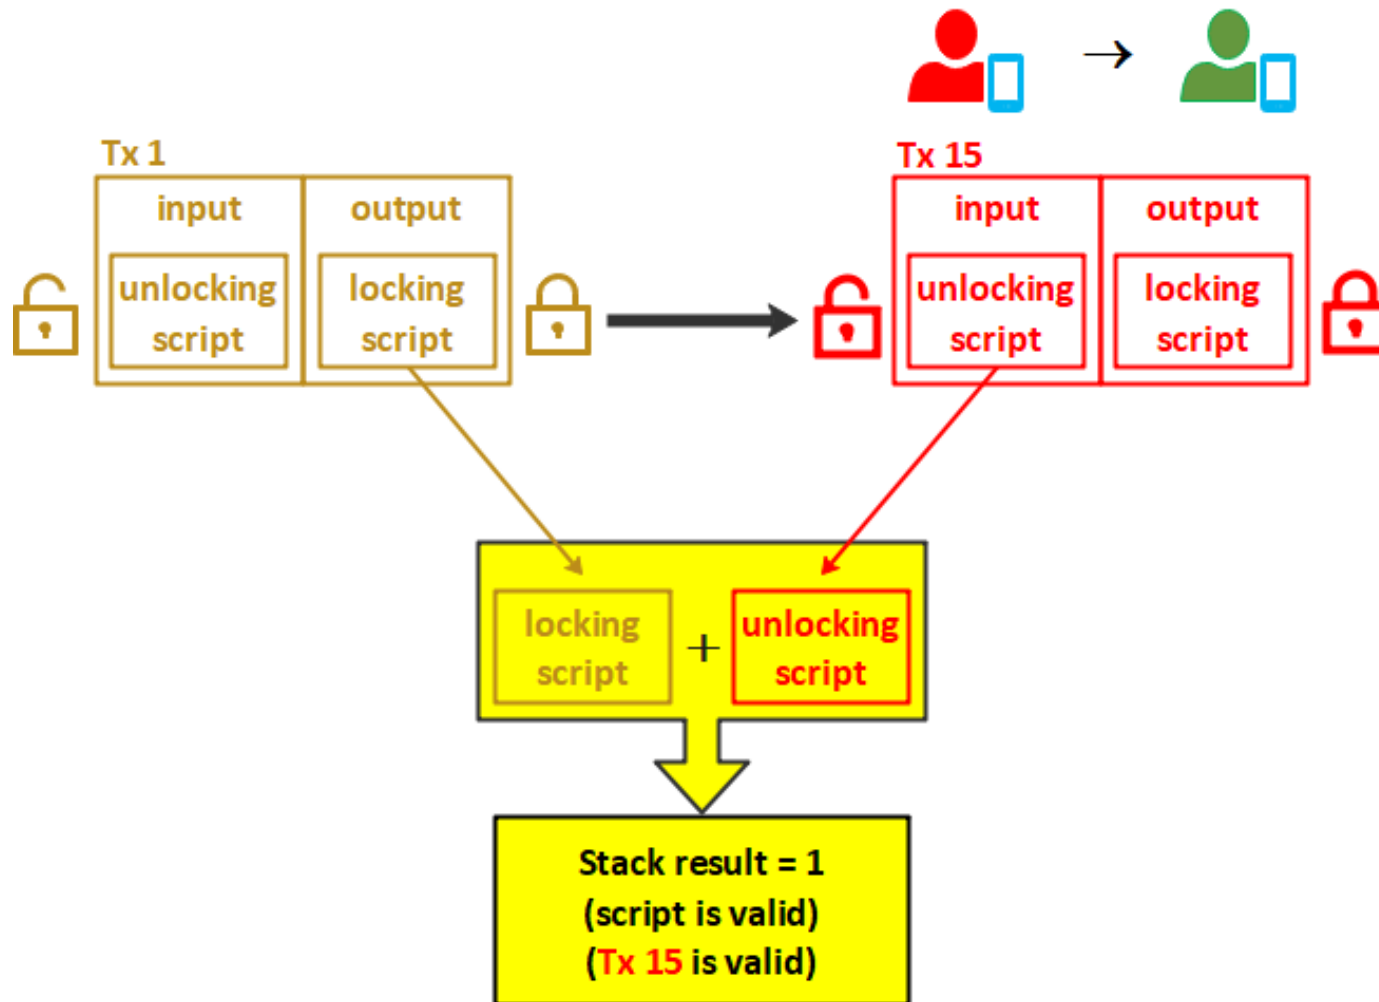 Tx 1
input
output
unlocking
script
locking
script
Tx 15
input
output
unlocking
script
locking
script
locking
script
+
unlocking
script
Stack result = 1
(script is valid)
(Tx 15 is valid)